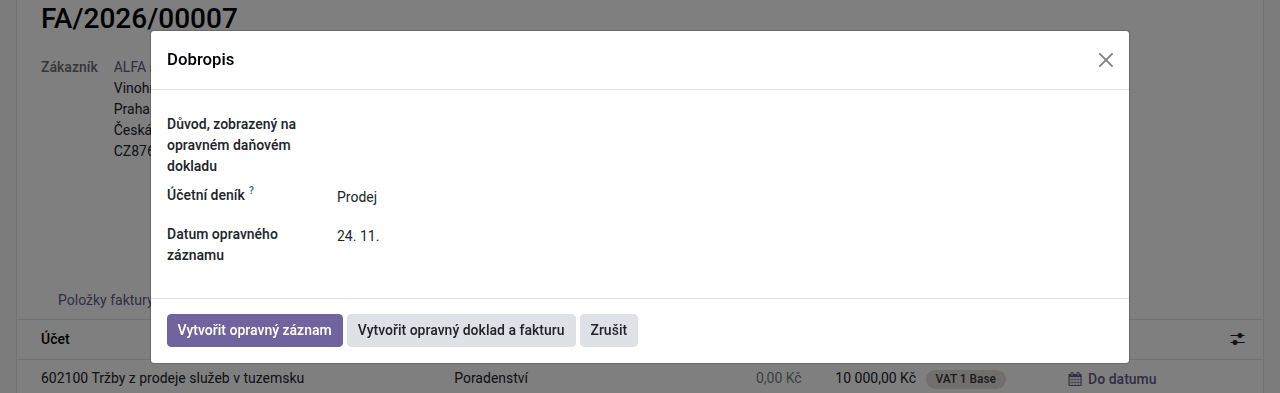 FA/2026/00007
Dobropis
Zákazník ALFA
Vinoh
Praha
Česká
CZ876
Důvod, zobrazený na
opravném daňovém
dokladu
Účetní deník ? Prodej
Datum opravného
záznamu 24. 11.
Položky faktury
Vytvořit opravný záznam Vytvořit opravný doklad a fakturu Zrušit
Účet
602100 Tržby z prodeje služeb v tuzemsku Poradenství 0,00 Kč 10 000,00 Kč VAT 1 Base Do datumu